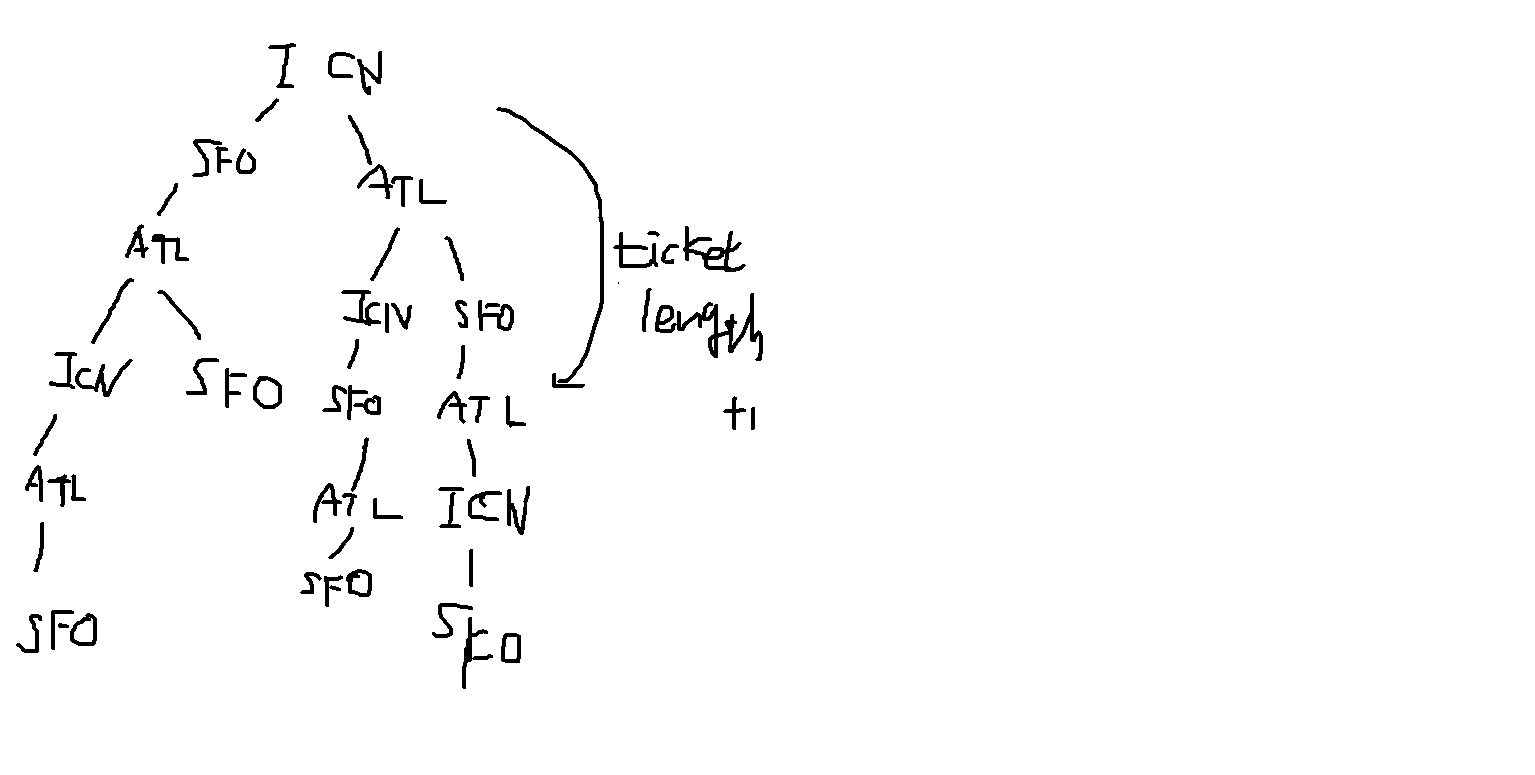 ICN
SFO
ATL
ATL
ICN
SFO
ticket
length
+1
ICN
SFO
SFO
ATL
ATL
ATL
ICN
SFO
SFO
SFO